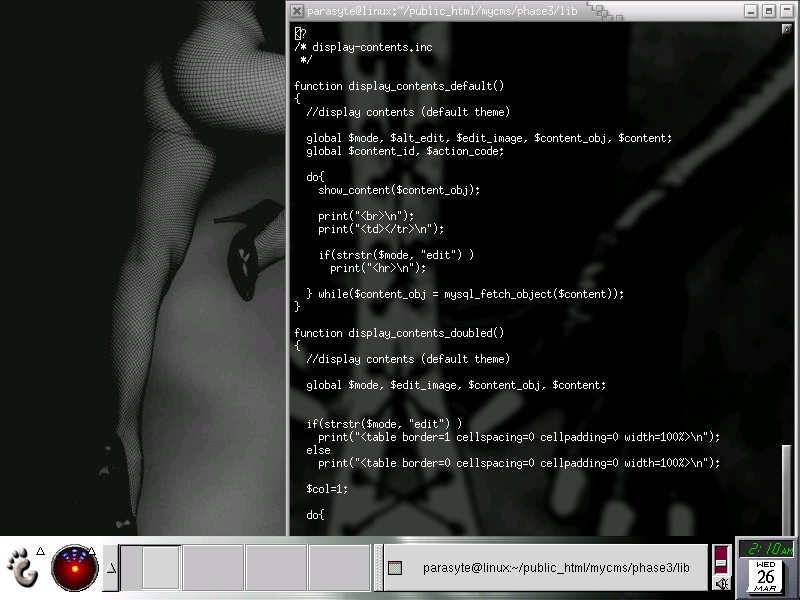 parasyte@linux:~/public_html/mycms/phase3/lib
<?
/* display-contents.inc
 */
function display_contents_default()
{
  //display contents (default theme)
  global $mode, $alt_edit, $edit_image, $content_obj, $content;
  global $content_id, $action_code;
  do{
    show_content($content_obj);
    print("<br>\n");
    print("<td></tr>\n");
    if(strstr($mode, "edit") )
      print("<hr>\n");
  } while($content_obj = mysql_fetch_object($content));
}
function display_contents_doubled()
{
  //display contents (default theme)
  global $mode, $edit_image, $content_obj, $content;
  if(strstr($mode, "edit") )
    print("<table border=1 cellspacing=0 cellpadding=0 width=100%>\n");
  else
    print("<table border=0 cellspacing=0 cellpadding=0 width=100%>\n");
  $col=1;
  do{
parasyte@linux:~/public_html/mycms/phase3/lib
2:10 AM
WED
26
MAR